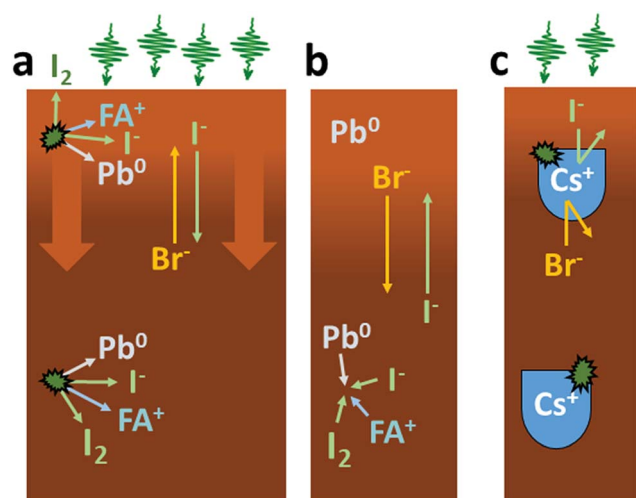 a
I₂
FA⁺
I⁻
Pb⁰
I⁻
Br⁻
Pb⁰
I⁻
FA⁺
I₂
b
Pb⁰
Br⁻
I⁻
Pb⁰
I⁻
FA⁺
I₂
c
I⁻
Cs⁺
Br⁻
Cs⁺